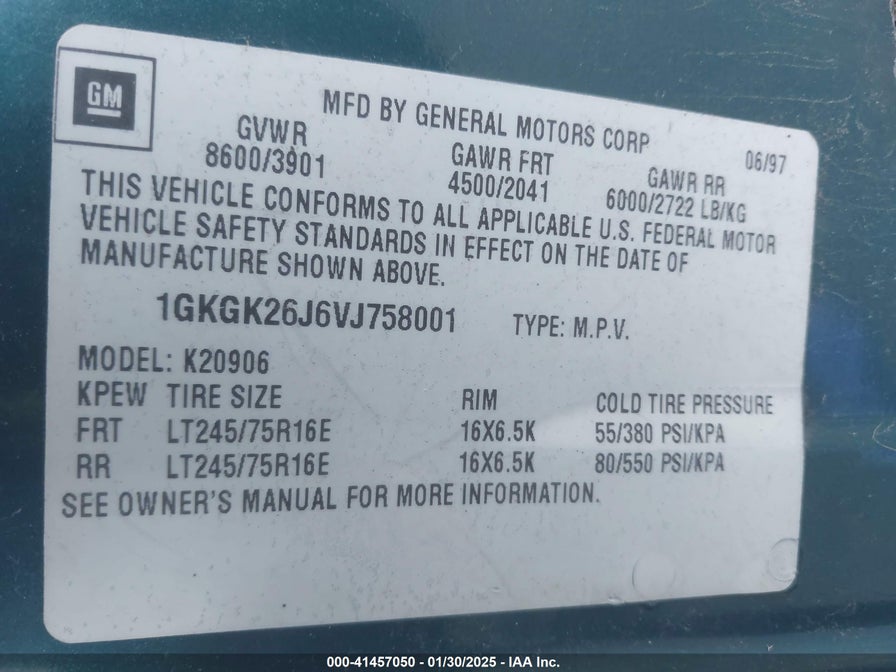 GM
MFD BY GENERAL MOTORS CORP 06/97
GVWR GAWR FRT GAWR RR
8600/3901 4500/2041 6000/2722 LB/KG
THIS VEHICLE CONFORMS TO ALL APPLICABLE U.S. FEDERAL MOTOR
VEHICLE SAFETY STANDARDS IN EFFECT ON THE DATE OF
MANUFACTURE SHOWN ABOVE.
1GKGK26J6VJ758001 TYPE: M.P.V.
MODEL: K20906
KPEW TIRE SIZE RIM COLD TIRE PRESSURE
FRT LT245/75R16E 16X6.5K 55/380 PSI/KPA
RR LT245/75R16E 16X6.5K 80/550 PSI/KPA
SEE OWNER'S MANUAL FOR MORE INFORMATION.
000-41457050 - 01/30/2025 - IAA Inc.